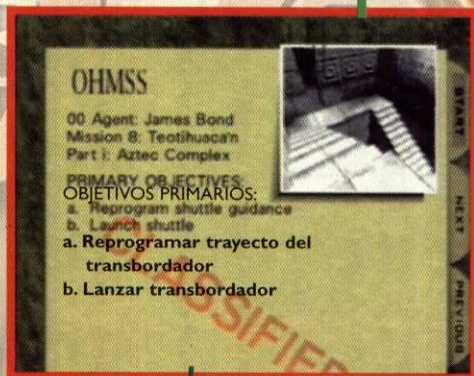 OHMSS
00 Agent: James Bond
Mission 8: Teotihuaca'n
Part i: Aztec Complex
PRIMARY OBJECTIVES:
OBJETIVOS PRIMARIOS:
a. Reprogram shuttle guidance
b. Launch shuttle
a. Reprogramar trayecto del
transbordador
b. Lanzar transbordador
CLASSIFIED
START
NEXT
PREVIOUS